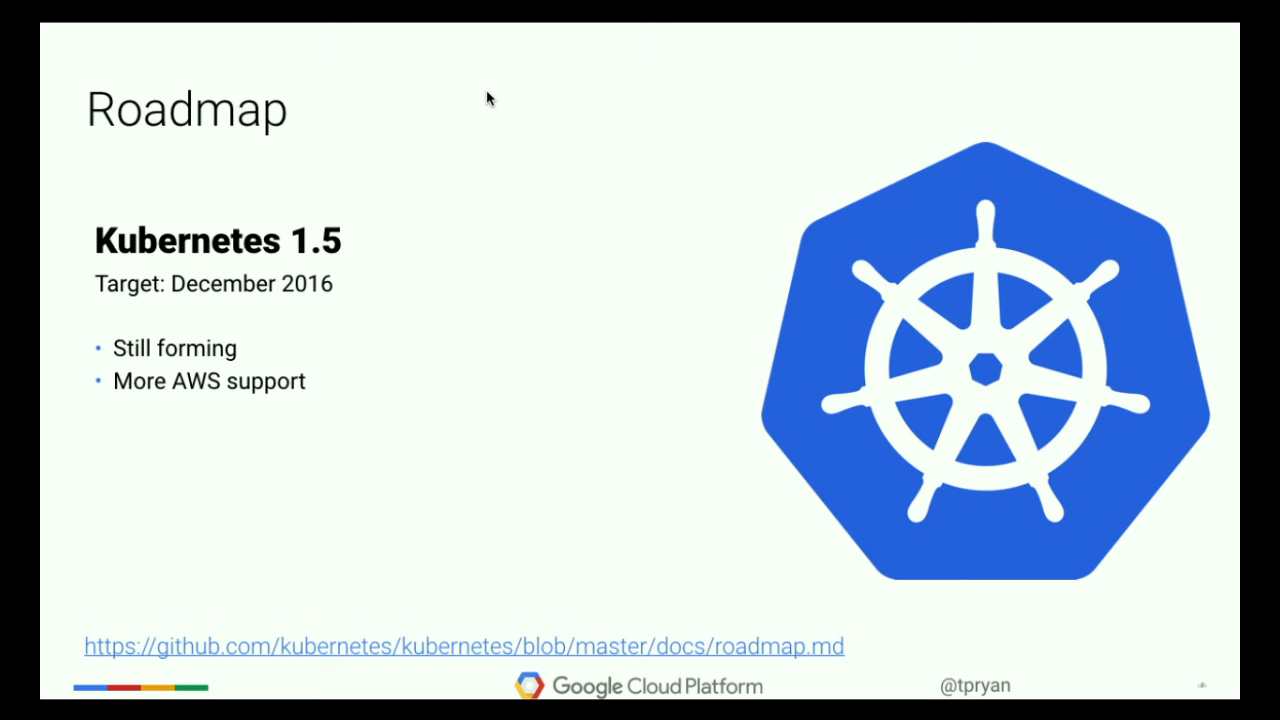 Roadmap
Kubernetes 1.5
Target: December 2016
• Still forming
• More AWS support
https://github.com/kubernetes/kubernetes/blob/master/docs/roadmap.md
Google Cloud Platform
@tpryan